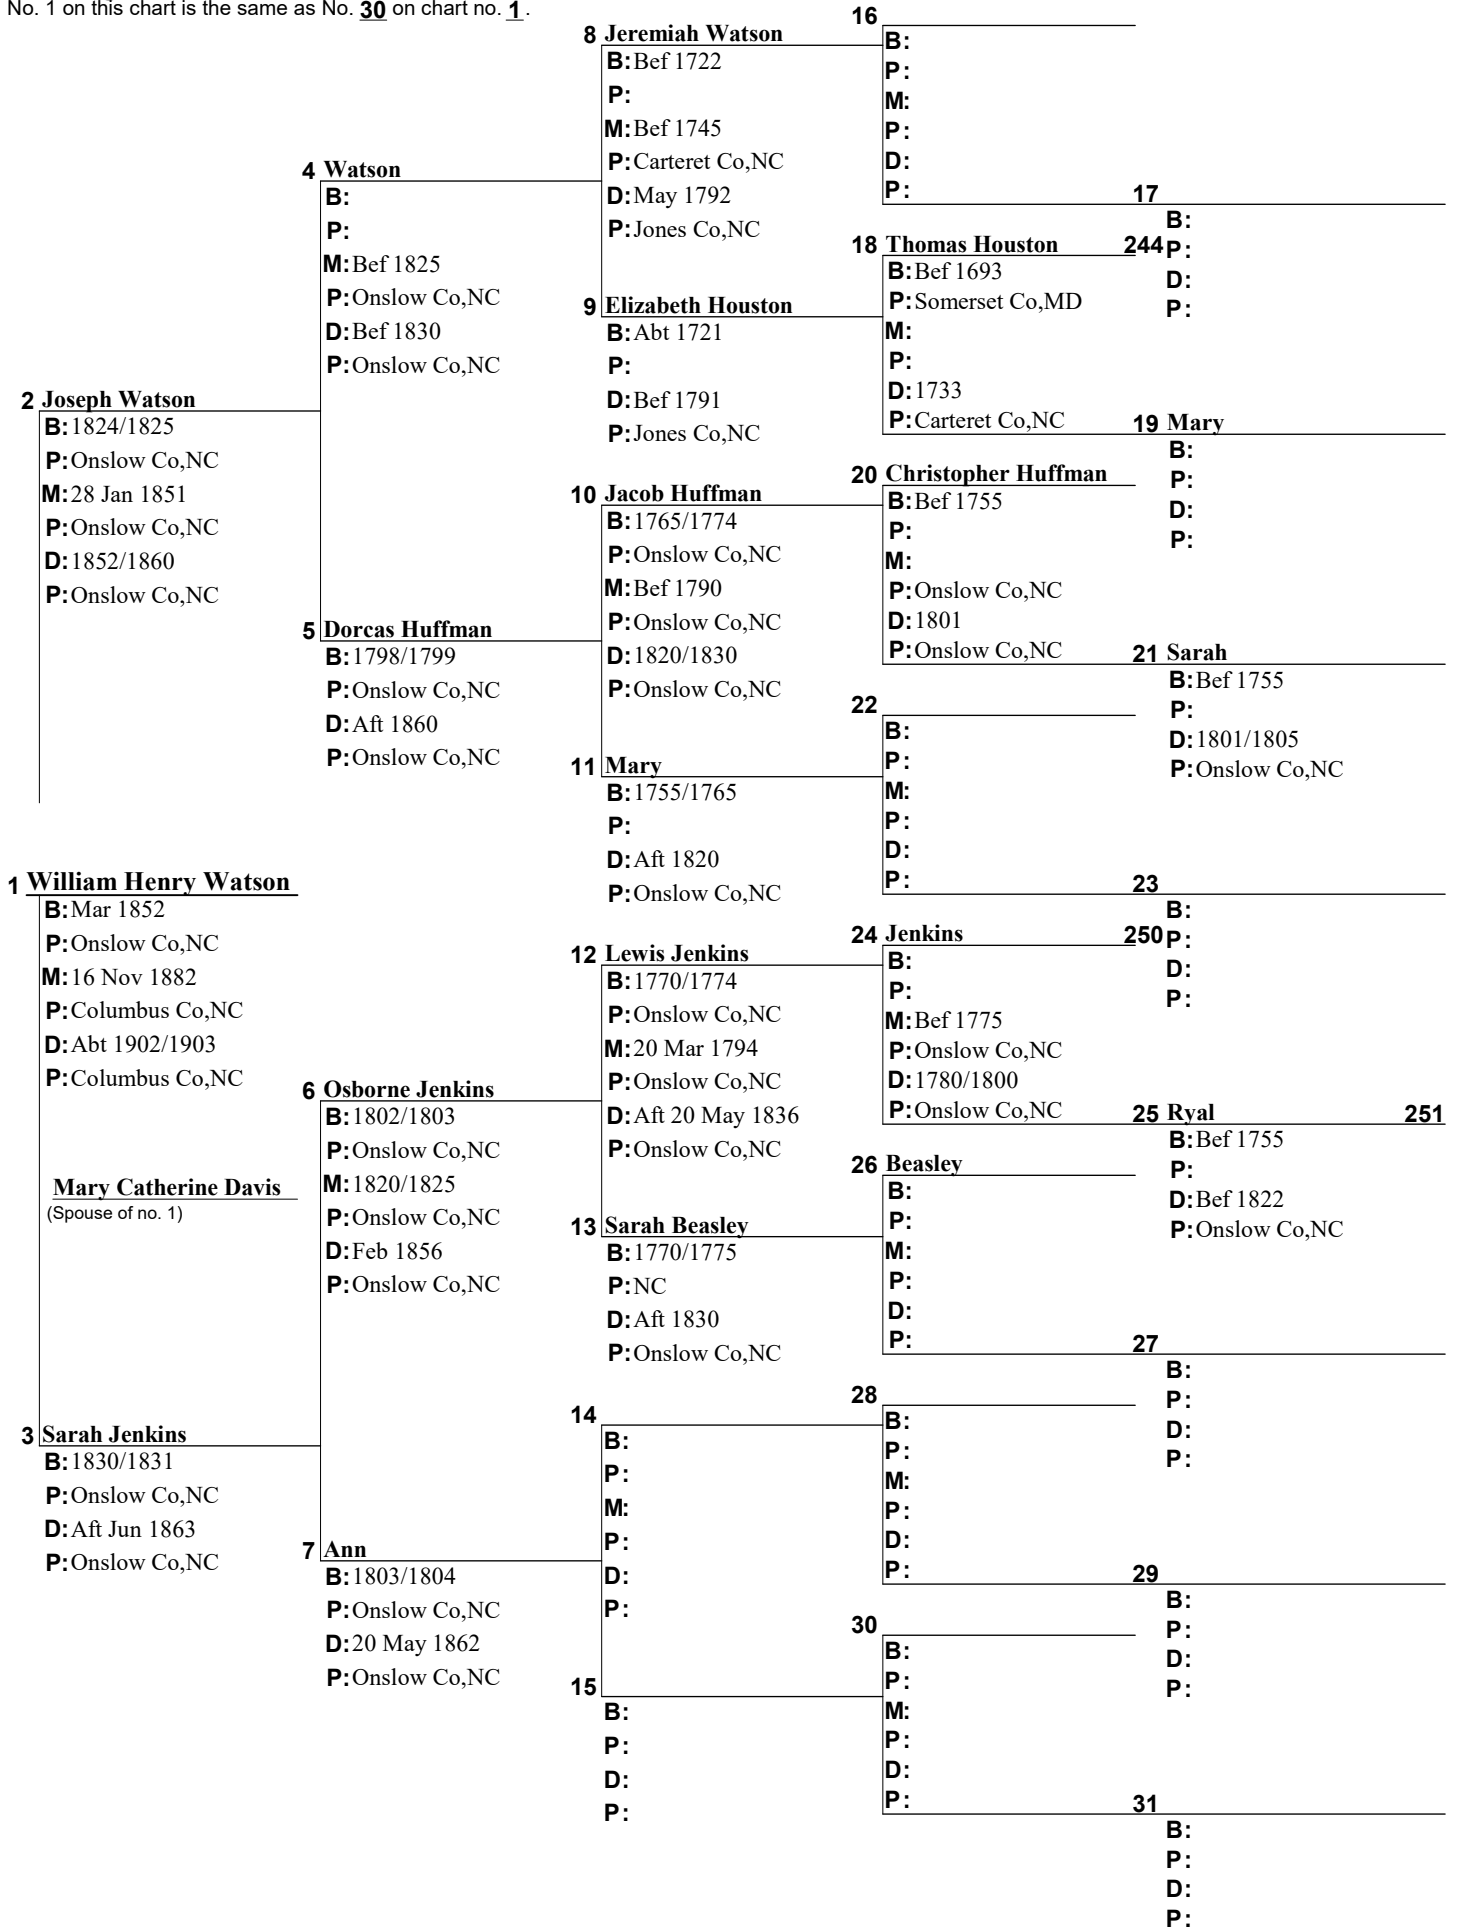 No. 1 on this chart is the same as No. 30 on chart no. 1.
1 William Henry Watson
B: Mar 1852
P: Onslow Co,NC
M: 16 Nov 1882
P: Columbus Co,NC
D: Abt 1902/1903
P: Columbus Co,NC
Mary Catherine Davis
(Spouse of no. 1)
2 Joseph Watson
B: 1824/1825
P: Onslow Co,NC
M: 28 Jan 1851
P: Onslow Co,NC
D: 1852/1860
P: Onslow Co,NC
3 Sarah Jenkins
B: 1830/1831
P: Onslow Co,NC
D: Aft Jun 1863
P: Onslow Co,NC
4 Watson
B:
P:
M: Bef 1825
P: Onslow Co,NC
D: Bef 1830
P: Onslow Co,NC
5 Dorcas Huffman
B: 1798/1799
P: Onslow Co,NC
D: Aft 1860
P: Onslow Co,NC
6 Osborne Jenkins
B: 1802/1803
P: Onslow Co,NC
M: 1820/1825
P: Onslow Co,NC
D: Feb 1856
P: Onslow Co,NC
7 Ann
B: 1803/1804
P: Onslow Co,NC
D: 20 May 1862
P: Onslow Co,NC
8 Jeremiah Watson
B: Bef 1722
P:
M: Bef 1745
P: Carteret Co,NC
D: May 1792
P: Jones Co,NC
9 Elizabeth Houston
B: Abt 1721
P:
D: Bef 1791
P: Jones Co,NC
10 Jacob Huffman
B: 1765/1774
P: Onslow Co,NC
M: Bef 1790
P: Onslow Co,NC
D: 1820/1830
P: Onslow Co,NC
11 Mary
B: 1755/1765
P:
D: Aft 1820
P: Onslow Co,NC
12 Lewis Jenkins
B: 1770/1774
P: Onslow Co,NC
M: 20 Mar 1794
P: Onslow Co,NC
D: Aft 20 May 1836
P: Onslow Co,NC
13 Sarah Beasley
B: 1770/1775
P: NC
D: Aft 1830
P: Onslow Co,NC
14
B:
P:
M:
P:
D:
P:
15
B:
P:
D:
P:
16
B:
P:
M:
P:
D:
P:
17
B:
P:
D:
P:
18 Thomas Houston 244
B: Bef 1693
P: Somerset Co,MD
M:
P:
D: 1733
P: Carteret Co,NC
19 Mary
B:
P:
D:
P:
20 Christopher Huffman
B: Bef 1755
P:
M:
P: Onslow Co,NC
D: 1801
P: Onslow Co,NC
21 Sarah
B: Bef 1755
P:
D: 1801/1805
P: Onslow Co,NC
22
B:
P:
M:
P:
D:
P:
23
B:
P:
D:
P:
24 Jenkins 250
B:
P:
M: Bef 1775
P: Onslow Co,NC
D: 1780/1800
P: Onslow Co,NC
25 Ryal 251
B: Bef 1755
P:
D: Bef 1822
P: Onslow Co,NC
26 Beasley
B:
P:
M:
P:
D:
P:
27
B:
P:
D:
P:
28
B:
P:
M:
P:
D:
P:
29
B:
P:
D:
P:
30
B:
P:
M:
P:
D:
P:
31
B:
P:
D:
P: